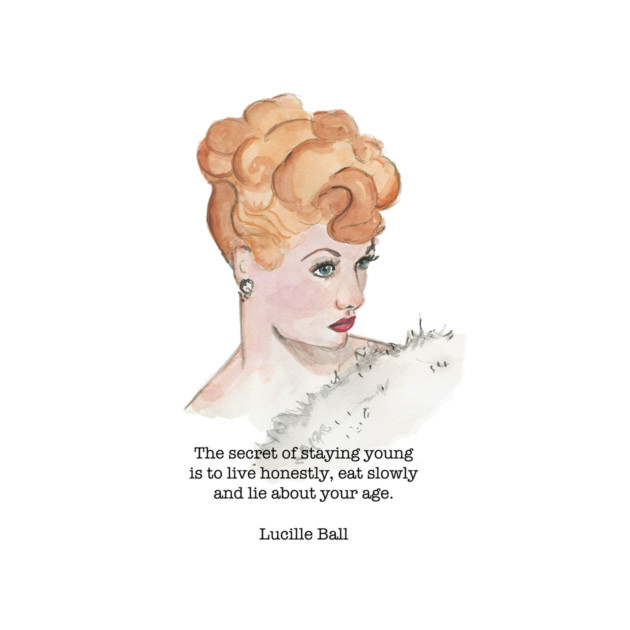 The secret of staying young
is to live honestly, eat slowly
and lie about your age.
Lucille Ball